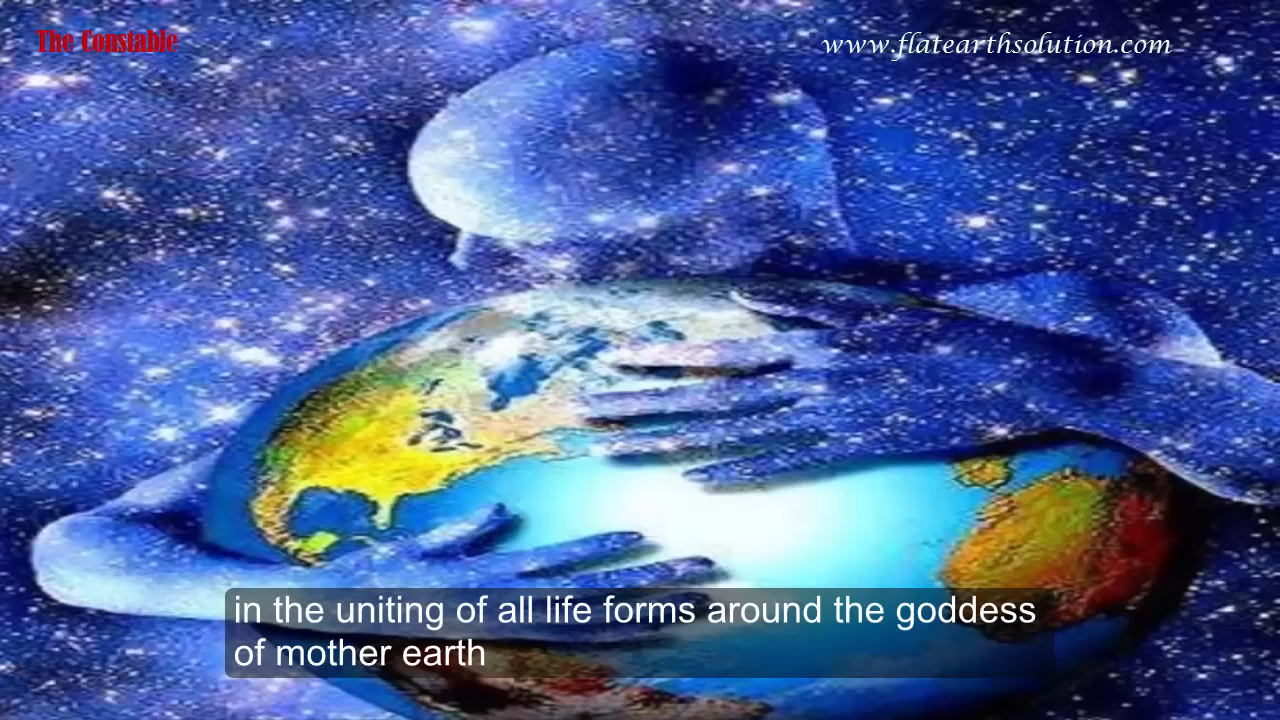 The Constable
www.flatearthsolution.com
in the uniting of all life forms around the goddess
of mother earth